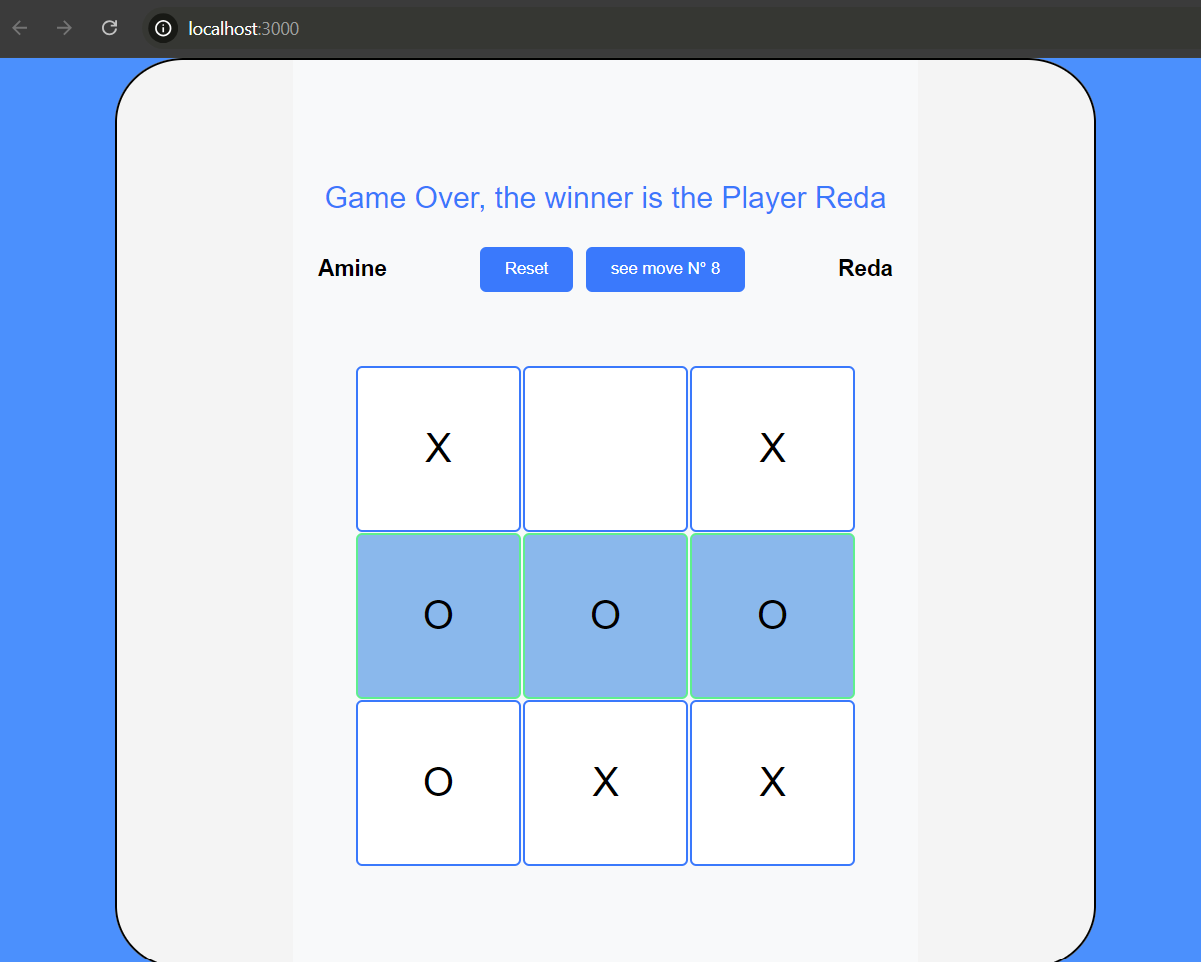 localhost:3000
Game Over, the winner is the Player Reda
Amine Reset see move N° 8 Reda
X X
O O O
O X X